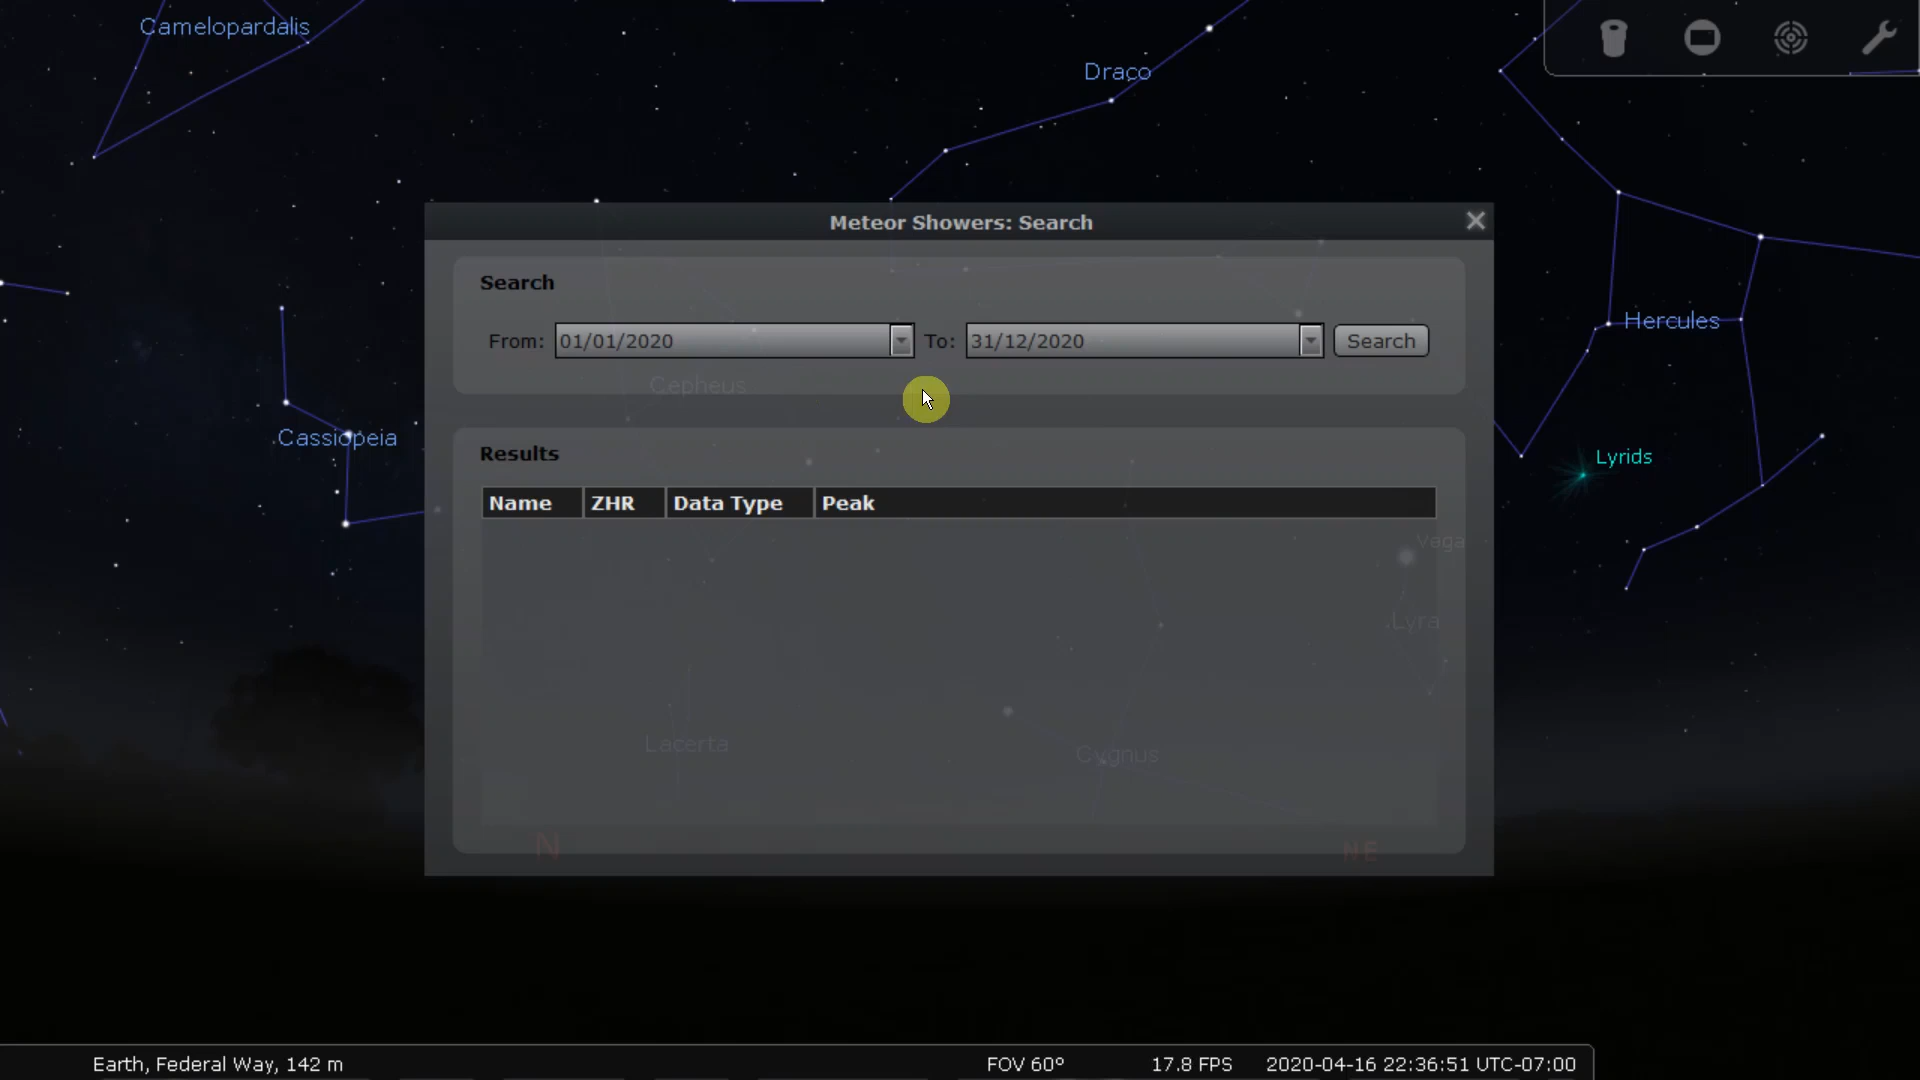 Camelopardalis
Draco
Meteor Showers: Search
Search
From: 01/01/2020 To: 31/12/2020 Search
Hercules
Cepheus
Cassiopeia
Results
Lyrids
Name ZHR Data Type Peak
Vega
Lyra
Lacerta
Cygnus
N
NE
Earth, Federal Way, 142 m FOV 60° 17.8 FPS 2020-04-16 22:36:51 UTC-07:00